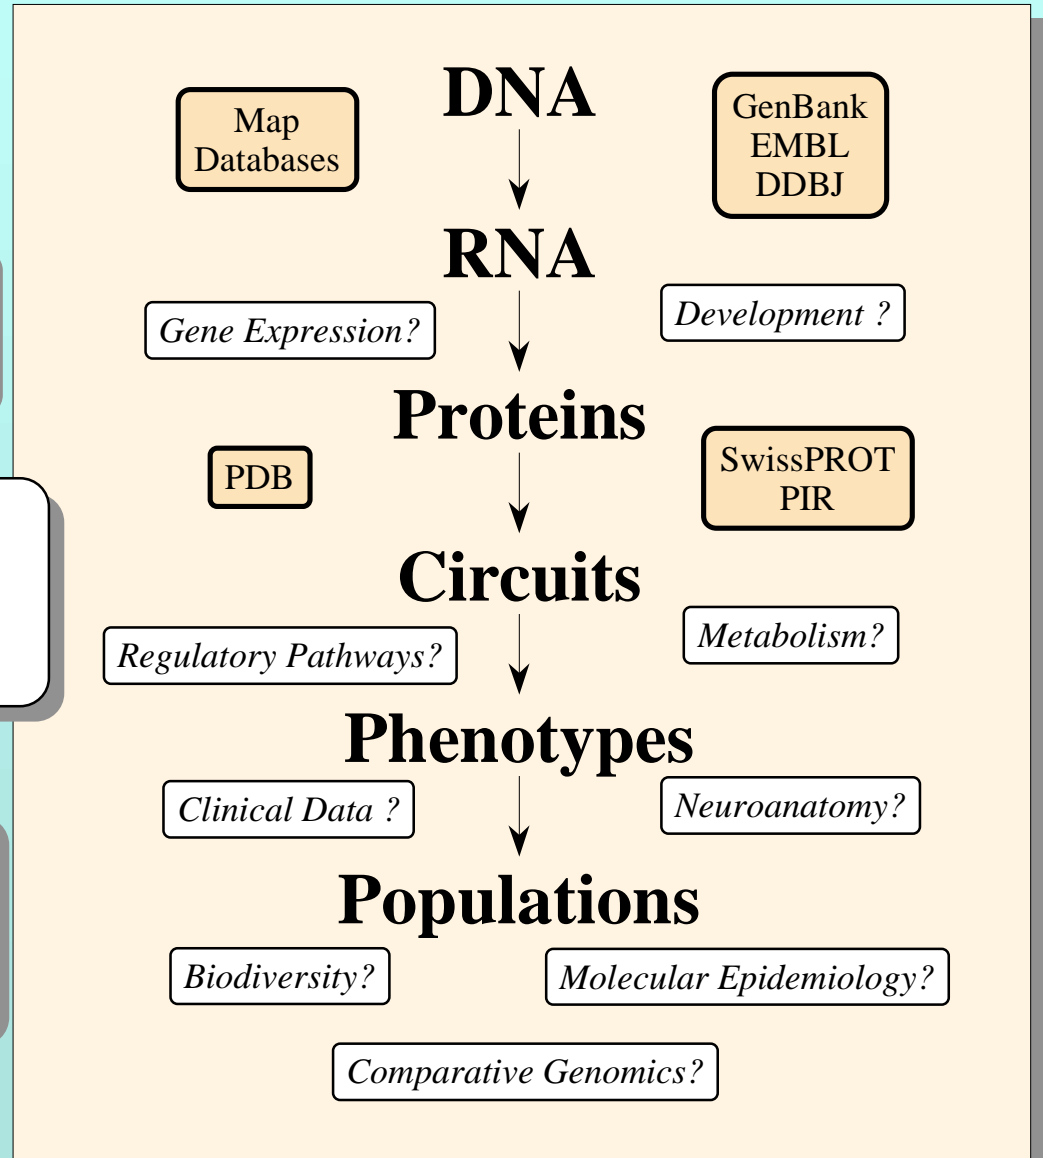 DNA
Map
Databases
GenBank
EMBL
DDBJ
RNA
Gene Expression?
Development ?
Proteins
PDB
SwissPROT
PIR
Circuits
Regulatory Pathways?
Metabolism?
Phenotypes
Clinical Data ?
Neuroanatomy?
Populations
Biodiversity?
Molecular Epidemiology?
Comparative Genomics?